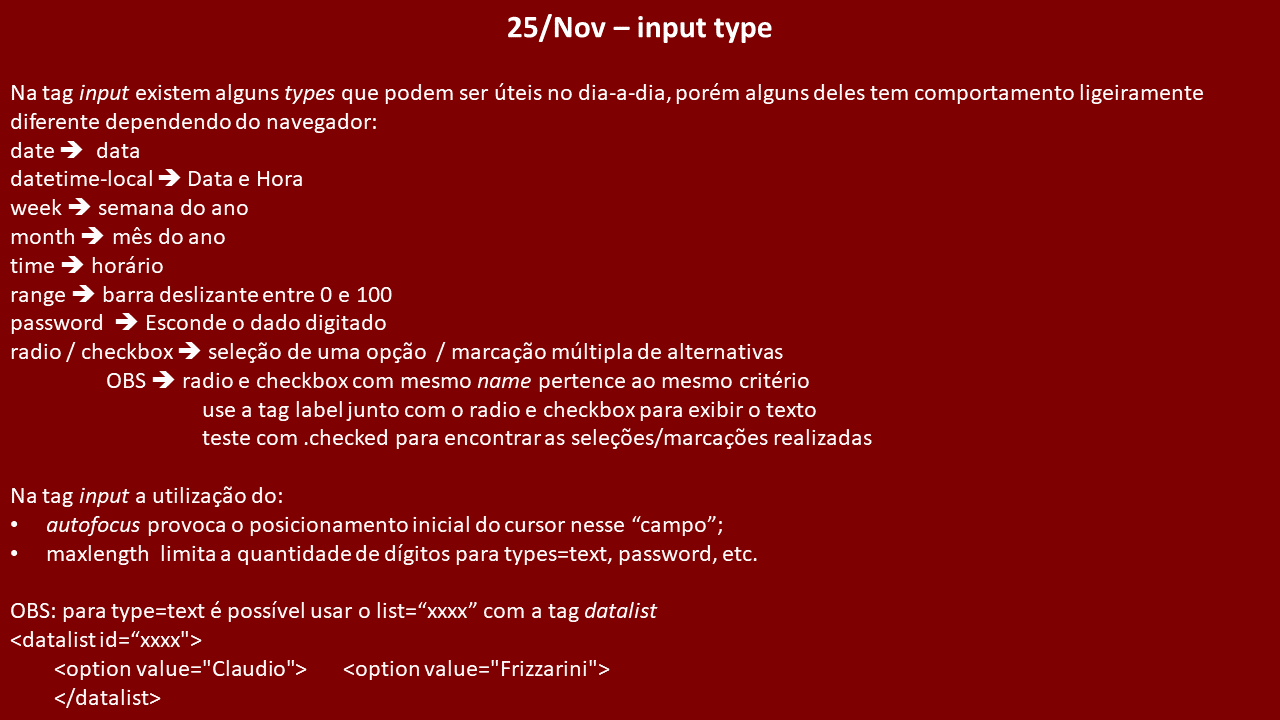 25/Nov – input type
Na tag input existem alguns types que podem ser úteis no dia-a-dia, porém alguns deles tem comportamento ligeiramente
diferente dependendo do navegador:
date ➔ data
datetime-local ➔ Data e Hora
week ➔ semana do ano
month ➔ mês do ano
time ➔ horário
range ➔ barra deslizante entre 0 e 100
password ➔ Esconde o dado digitado
radio / checkbox ➔ seleção de uma opção / marcação múltipla de alternativas
OBS ➔ radio e checkbox com mesmo name pertence ao mesmo critério
use a tag label junto com o radio e checkbox para exibir o texto
teste com .checked para encontrar as seleções/marcações realizadas
Na tag input a utilização do:
• autofocus provoca o posicionamento inicial do cursor nesse “campo”;
• maxlength limita a quantidade de dígitos para types=text, password, etc.
OBS: para type=text é possível usar o list=“xxxx” com a tag datalist
<datalist id=“xxxx">
<option value="Claudio"> <option value="Frizzarini">
</datalist>